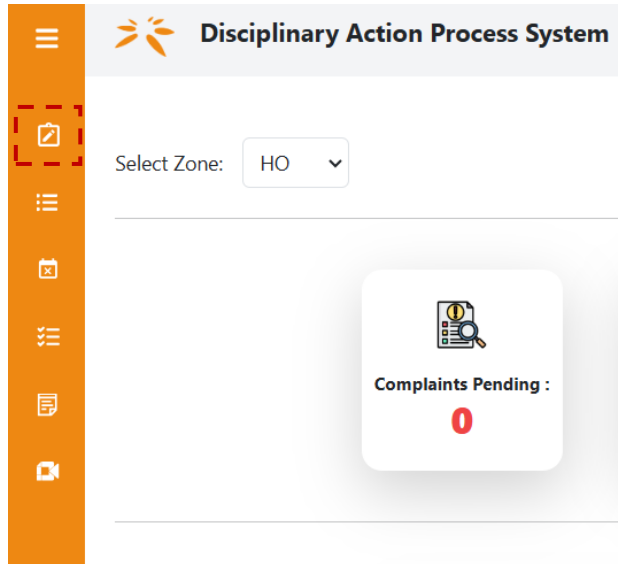 Disciplinary Action Process System
Select Zone: HO
Complaints Pending :
0